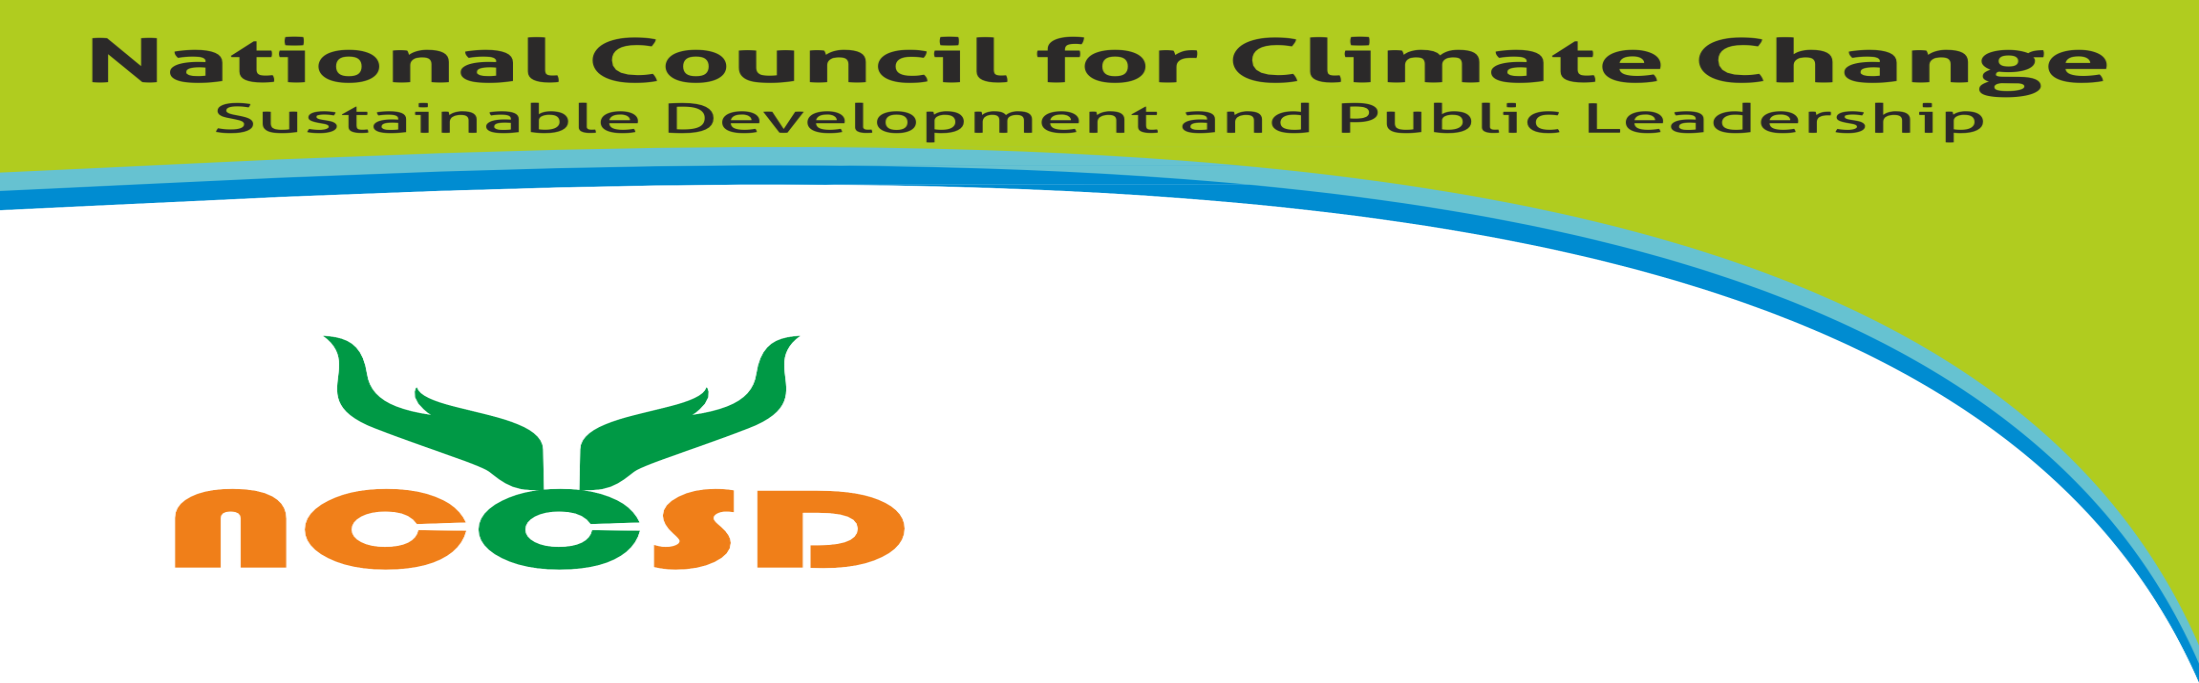 National Council for Climate Change
Sustainable Development and Public Leadership
nCCSD